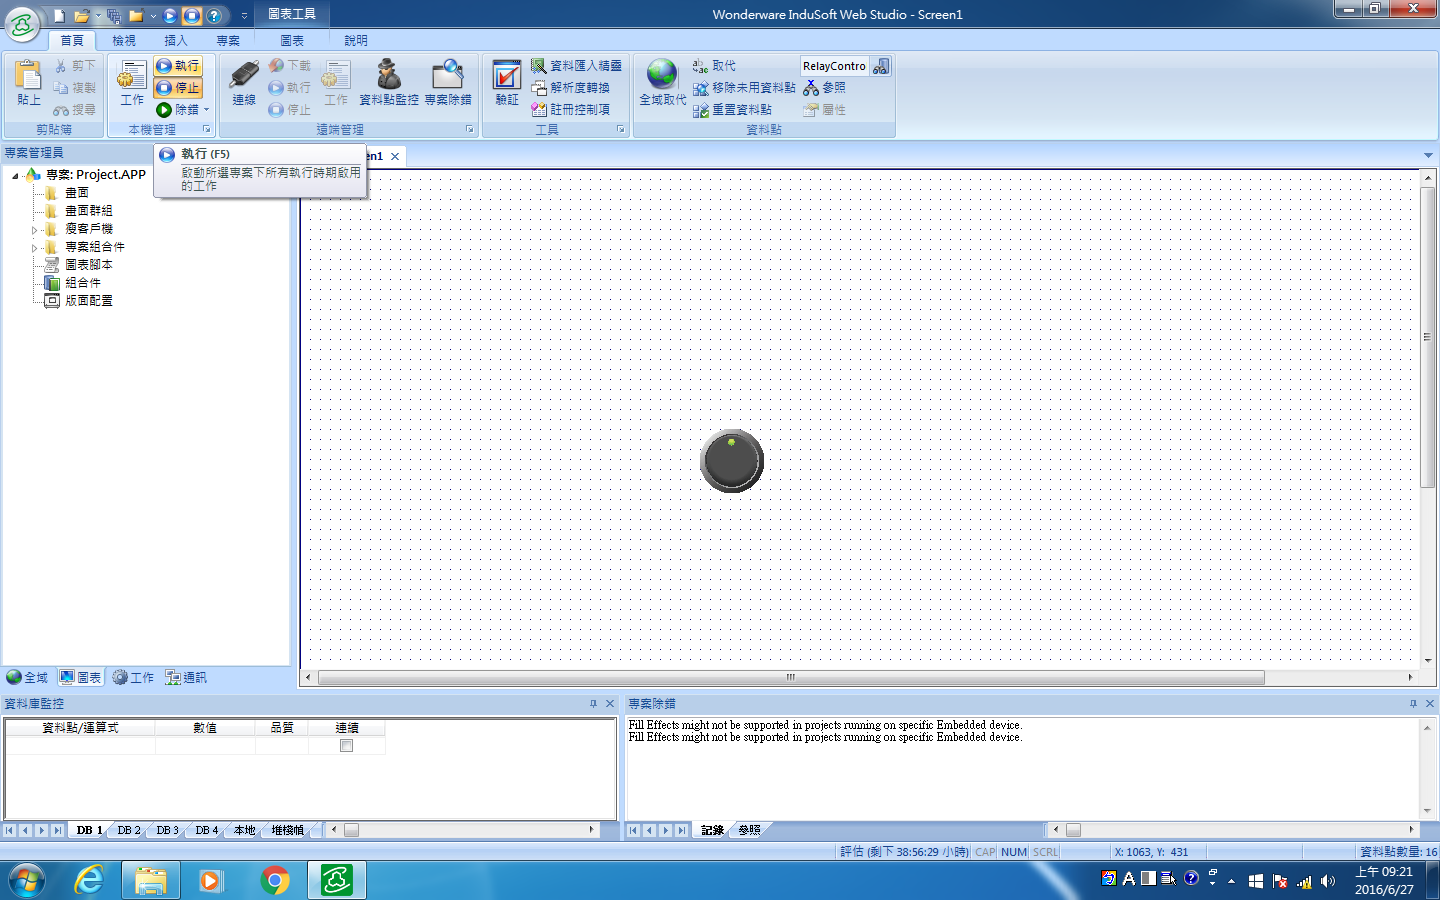 圖表工具
Wonderware InduSoft Web Studio - Screen1
首頁 檢視 插入 專案 圖表 說明
貼上
剪下
複製
搜尋
剪貼簿
工作
執行
停止
除錯
本機管理
連線
下載
執行
停止
工作
資料點監控
專案除錯
遠端管理
驗証
資料匯入精靈
解析度轉換
註冊控制項
工具
全域取代
取代
移除未用資料點
重置資料點
RelayContro
參照
屬性
資料點
專案管理員
執行 (F5)
啟動所選專案下所有執行時期啟用
的工作
en1
專案: Project.APP
畫面
畫面群組
瘦客戶機
專案組合件
圖表腳本
組合件
版面配置
全域 圖表 工作 通訊
資料庫監控
資料點/運算式 數值 品質 連續
DB 1 DB 2 DB 3 DB 4 本地 堆棧幀
專案除錯
Fill Effects might not be supported in projects running on specific Embedded device.
Fill Effects might not be supported in projects running on specific Embedded device.
記錄 參照
評估 (剩下 38:56:29 小時) CAP NUM SCRL X: 1063, Y: 431 資料點數量: 16
A
上午 09:21
2016/6/27